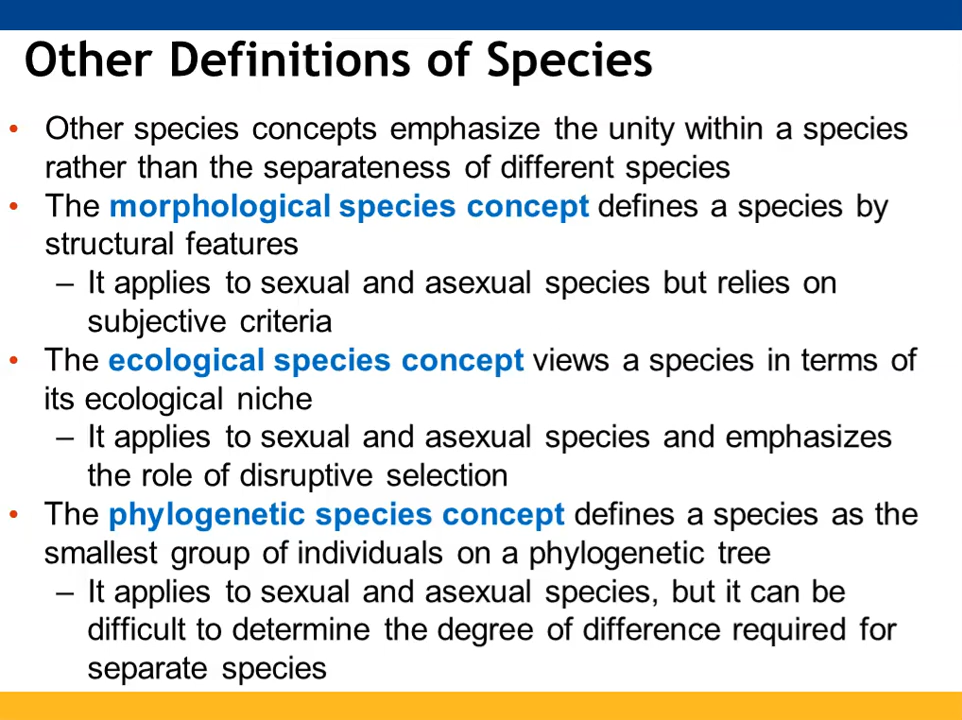 Other Definitions of Species
• Other species concepts emphasize the unity within a species
rather than the separateness of different species
• The morphological species concept defines a species by
structural features
– It applies to sexual and asexual species but relies on
subjective criteria
• The ecological species concept views a species in terms of
its ecological niche
– It applies to sexual and asexual species and emphasizes
the role of disruptive selection
• The phylogenetic species concept defines a species as the
smallest group of individuals on a phylogenetic tree
– It applies to sexual and asexual species, but it can be
difficult to determine the degree of difference required for
separate species